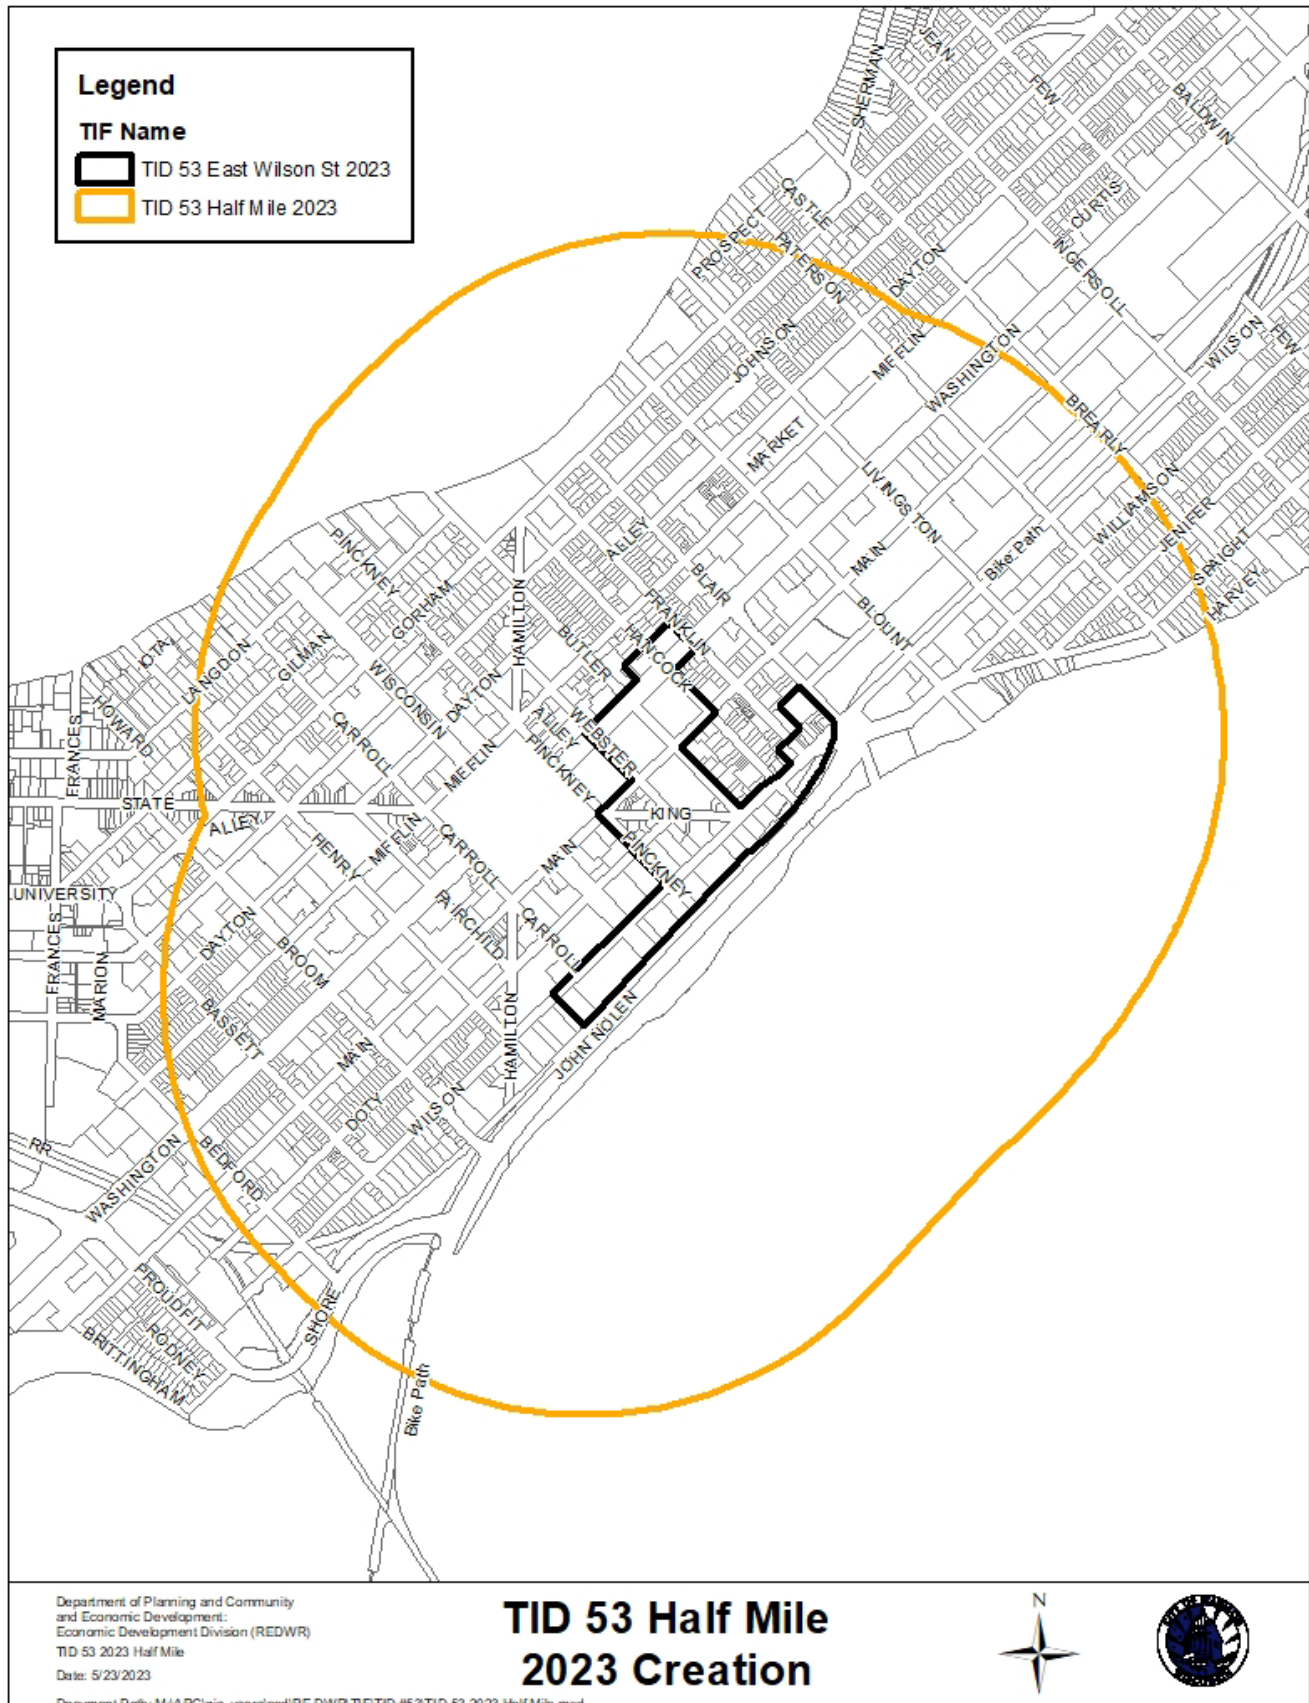 Legend
TIF Name
TID 53 East Wilson St 2023
TID 53 Half Mile 2023
JEAN
SHERMAN
FEW
BALDWIN
CASTLE
CURTIS
PROSPECT
PATERSON
DAYTON
INGERSOLL
JOHNSON
MIFFLIN
WASHINGTON
WILSON
FEW
BREARLY
MARKET
LIVINGSTON
WILLIAMSON
PINCKNEY
ALLEY
MAIN
Bike Path
JENIFER
SPAIGHT
HARVEY
GORHAM
HAMILTON
BLAIR
FRANKLIN
BLOUNT
IOTA
LANGDON
GILMAN
WISCONSIN
BUTLER
HANCOCK
HOWARD
DAYTON
FRANCES
CARROLL
ALLEY
WEBSTER
MIFFLIN
PINCKNEY
STATE
ALLEY
KING
HENRY
MIFFLIN
CARROLL
MAIN
PINCKNEY
UNIVERSITY
FAIRCHILD
CARROLL
DAYTON
BROOM
FRANCES
MARION
BASSETT
HAMILTON
JOHN NOLEN
MAIN
DOTY
WILSON
RR
WASHINGTON
BEDFORD
PROUDFIT
SHORE
RODNEY
BRITTINGHAM
Bike Path
Department of Planning and Community
and Economic Development:
Economic Development Division (REDWR)
TID 53 2023 Half Mile
Date: 5/23/2023
TID 53 Half Mile
2023 Creation
N